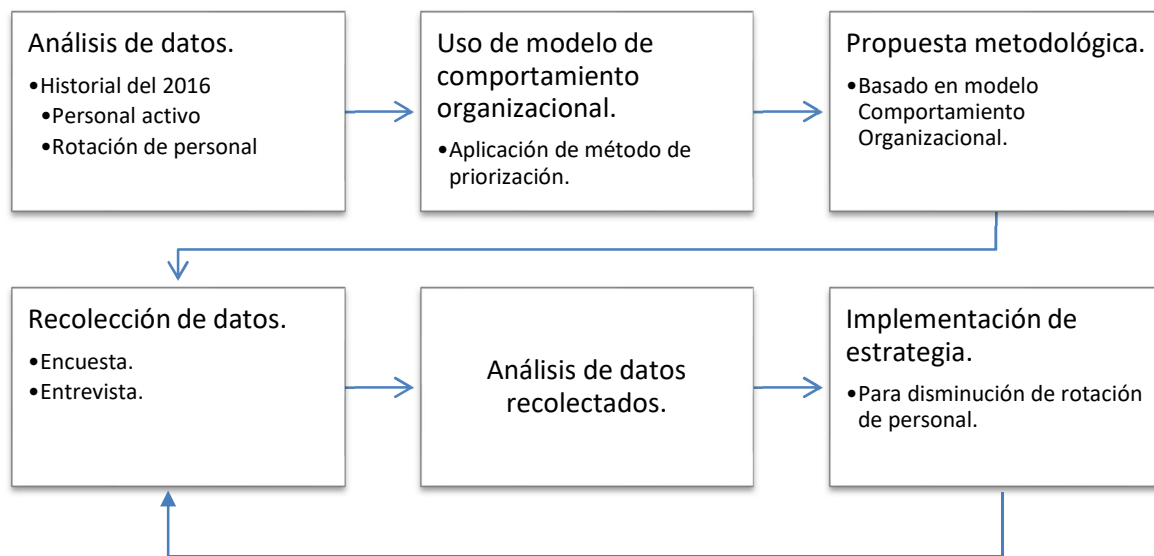 Análisis de datos.
•Historial del 2016
•Personal activo
•Rotación de personal
Uso de modelo de
comportamiento
organizacional.
•Aplicación de método de
priorización.
Propuesta metodológica.
•Basado en modelo
Comportamiento
Organizacional.
Recolección de datos.
•Encuesta.
•Entrevista.
Análisis de datos
recolectados.
Implementación de
estrategia.
•Para disminución de rotación
de personal.